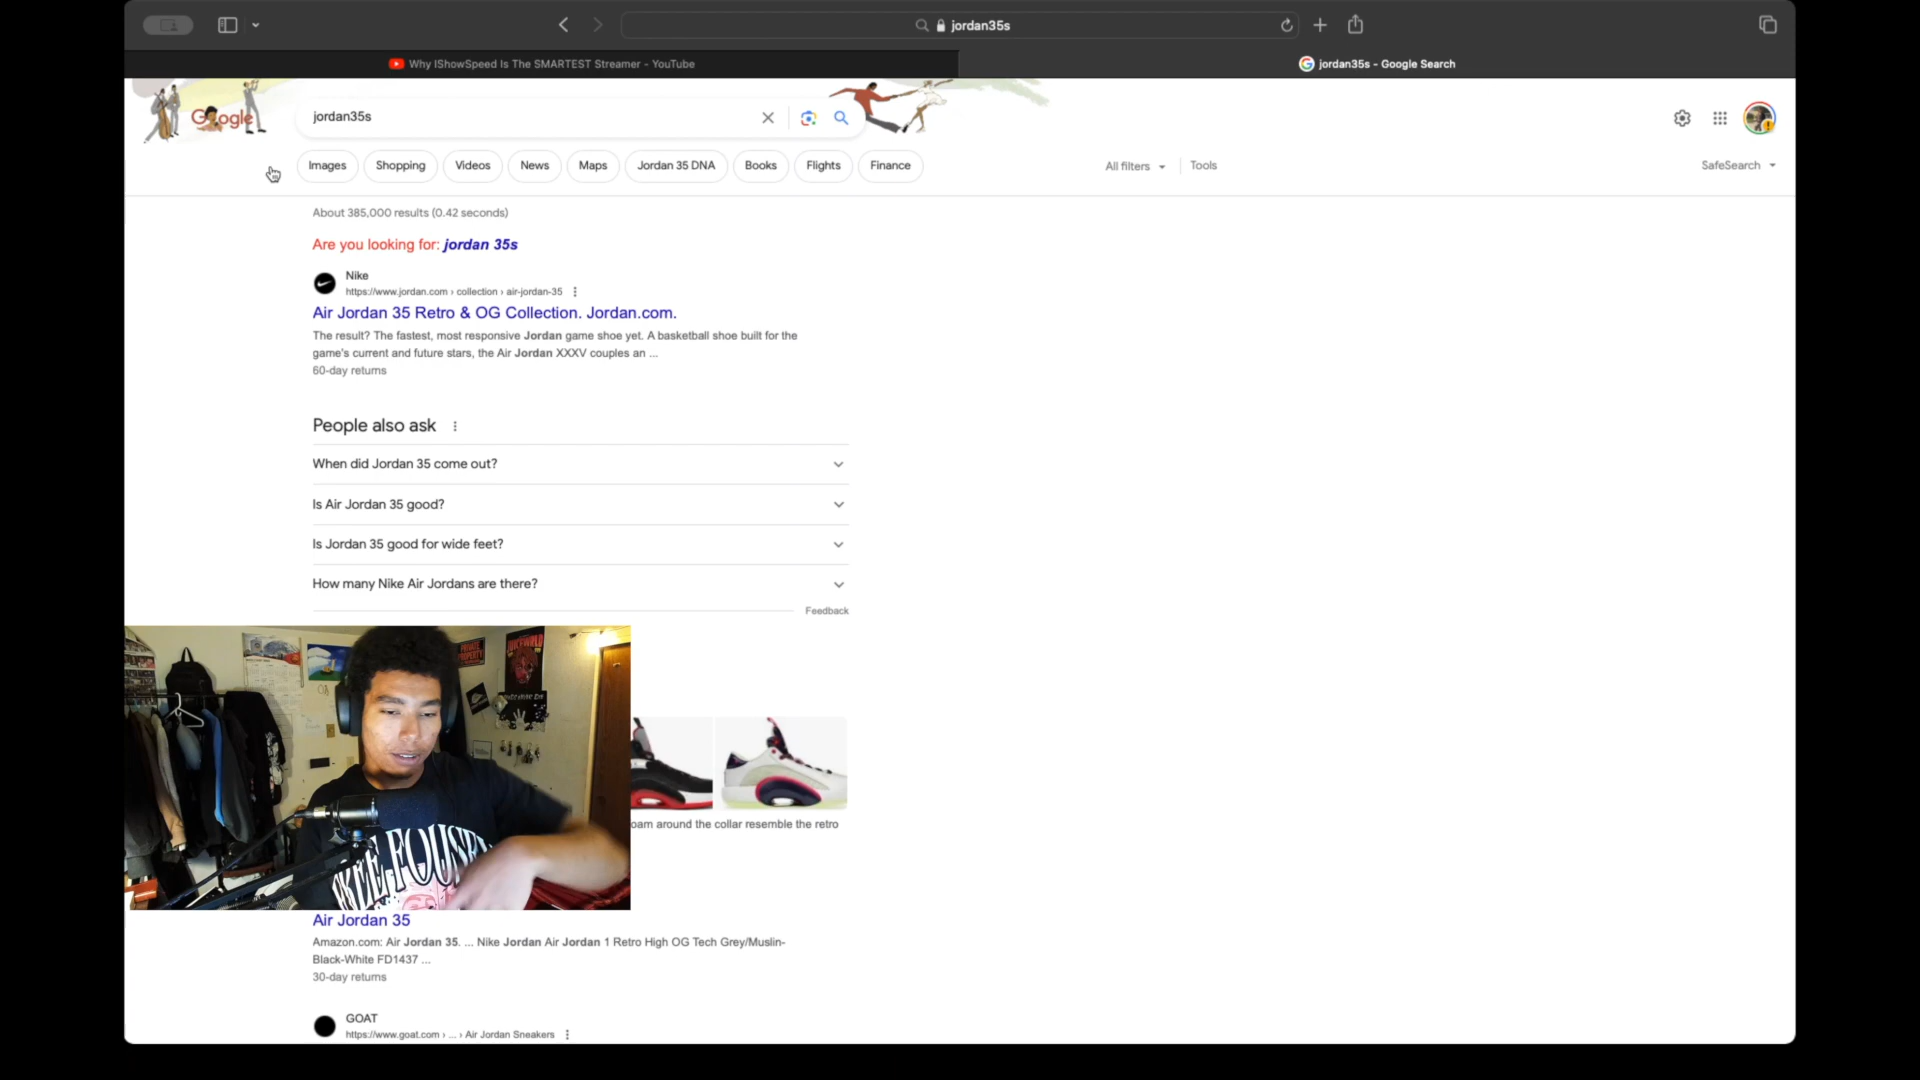 jordan35s
Why IShowSpeed Is The SMARTEST Streamer - YouTube
jordan35s - Google Search
Google
jordan35s
Images
Shopping
Videos
News
Maps
Jordan 35 DNA
Books
Flights
Finance
All filters
Tools
SafeSearch
About 385,000 results (0.42 seconds)
Are you looking for: jordan 35s
Nike
https://www.jordan.com › collection › air-jordan-35
Air Jordan 35 Retro & OG Collection. Jordan.com.
The result? The fastest, most responsive Jordan game shoe yet. A basketball shoe built for the
game's current and future stars, the Air Jordan XXXV couples an ...
60-day returns
People also ask
When did Jordan 35 come out?
Is Air Jordan 35 good?
Is Jordan 35 good for wide feet?
How many Nike Air Jordans are there?
Feedback
PRIVATE
PROPERTY
oam around the collar resemble the retro
Air Jordan 35
Amazon.com: Air Jordan 35. ... Nike Jordan Air Jordan 1 Retro High OG Tech Grey/Muslin-
Black-White FD1437 ...
30-day returns
GOAT
https://www.goat.com › ... › Air Jordan Sneakers